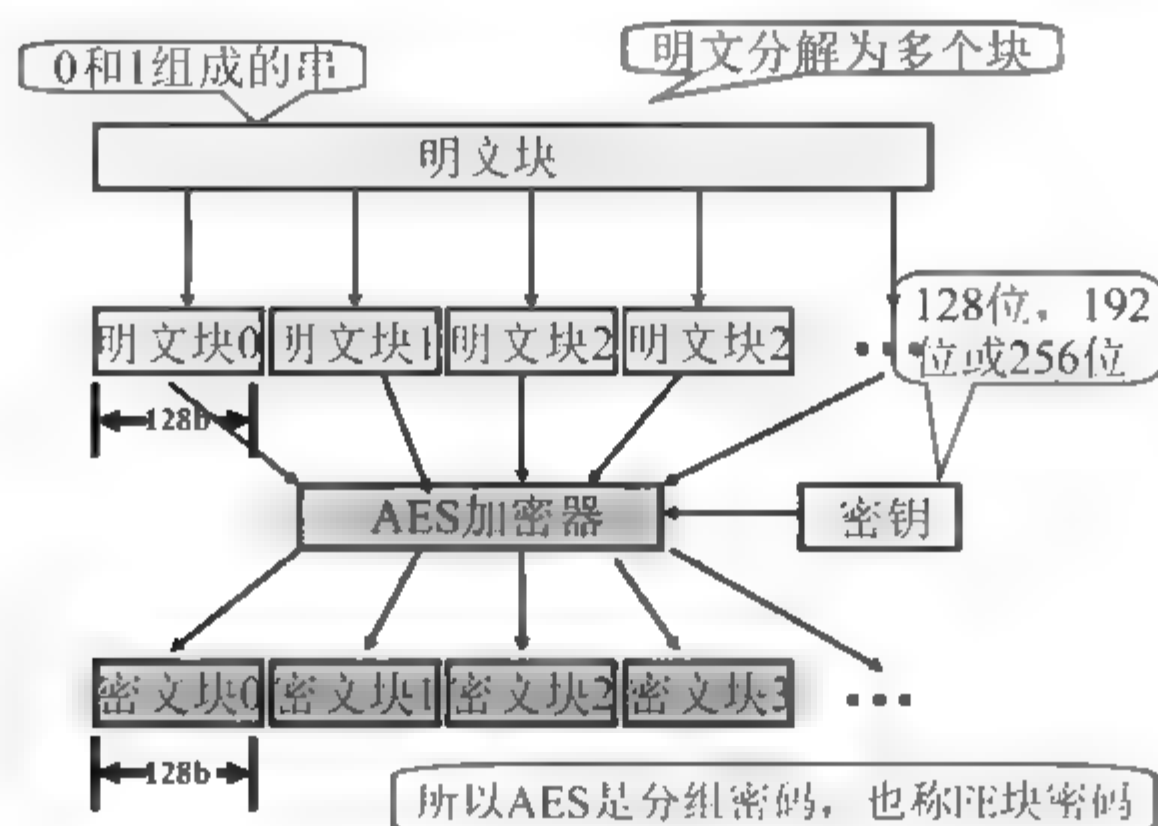 0和1组成的串
明文分解为多个块
明文块
明文块0
明文块1
明文块2
明文块2
128位，192
位或256位
128b
AES加密器
密钥
密文块0
密文块1
密文块2
密文块3
128b
所以AES是分组密码，也称块密码